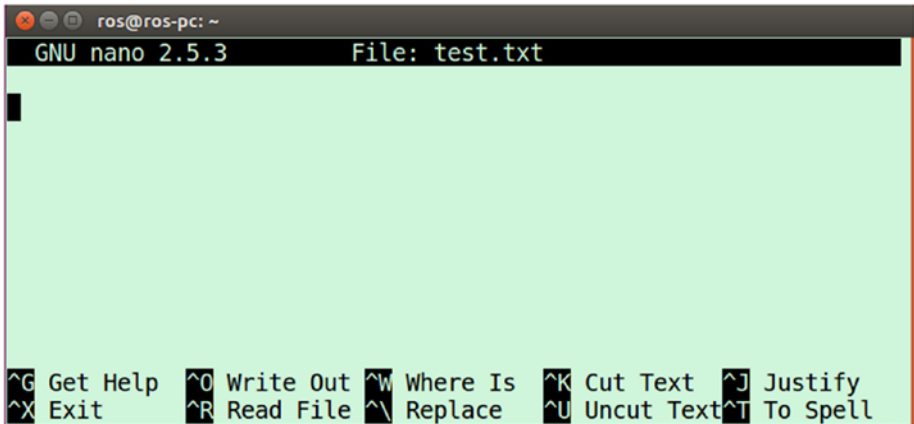 ros@ros-pc: ~
GNU nano 2.5.3 File: test.txt
^G Get Help ^O Write Out ^W Where Is ^K Cut Text ^J Justify
^X Exit ^R Read File ^\ Replace ^U Uncut Text^T To Spell